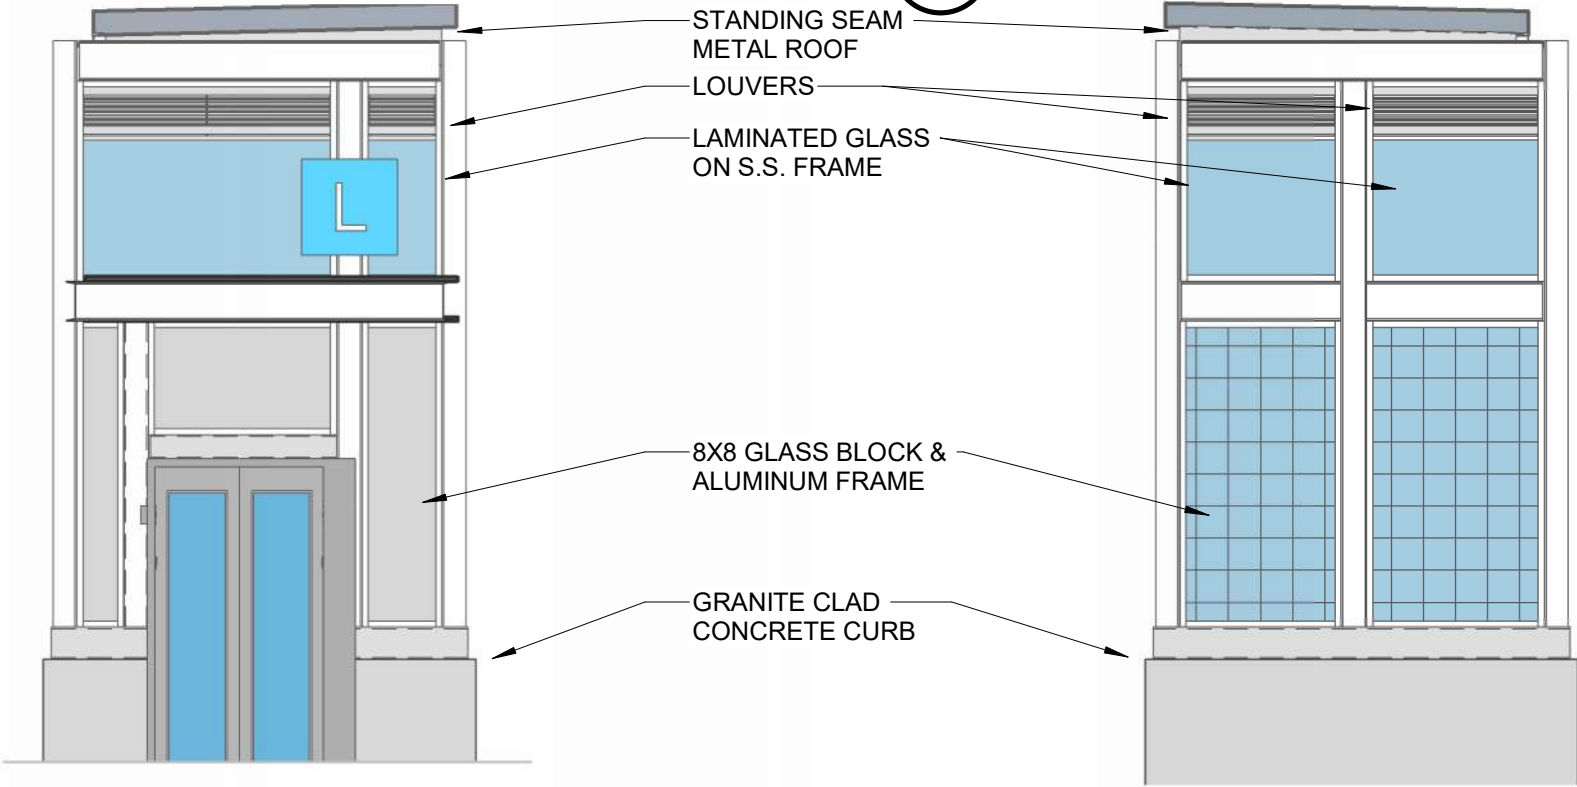 STANDING SEAM
METAL ROOF
LOUVERS
LAMINATED GLASS
ON S.S. FRAME
L
8X8 GLASS BLOCK &
ALUMINUM FRAME
GRANITE CLAD
CONCRETE CURB